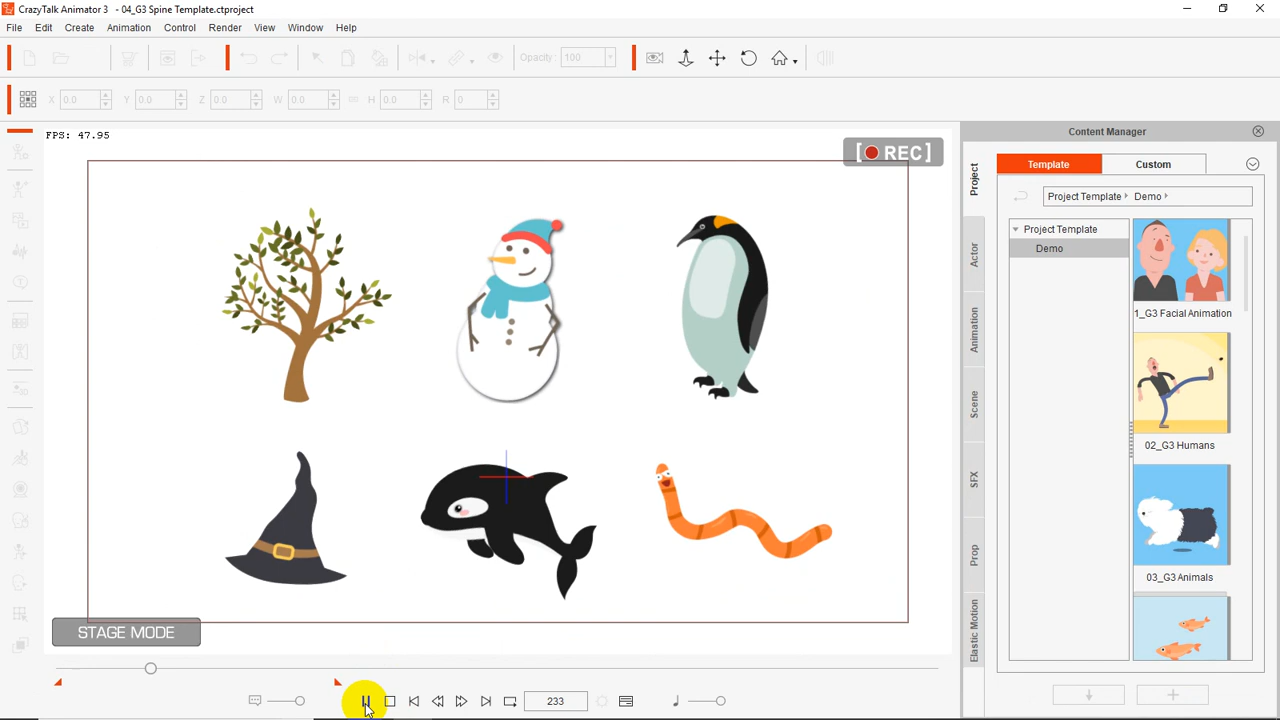 CrazyTalk Animator 3 - 04_G3 Spine Template.ctproject
File Edit Create Animation Control Render View Window Help
Opacity: 100
X 0.0 Y 0.0 Z 0.0 W 0.0 H 0.0 R 0
FPS: 47.95
[ REC ]
Content Manager
Template Custom
Project Template Demo
Project Template
Demo
Project
Actor
Animation
Scene
SFX
Prop
Elastic Motion
1_G3 Facial Animation
02_G3 Humans
03_G3 Animals
STAGE MODE
233